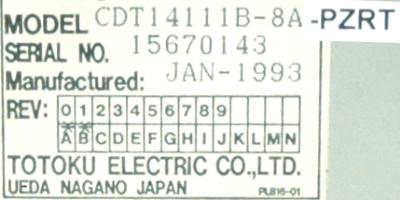 MODEL CDT14111B-8A-PZRT
SERIAL NO. 15670143
Manufactured: JAN-1993
REV: 0 1 2 3 4 5 6 7 8 9
A B C D E F G H I J K L M N
TOTOKU ELECTRIC CO.,LTD.
UEDA NAGANO JAPAN PL816-01